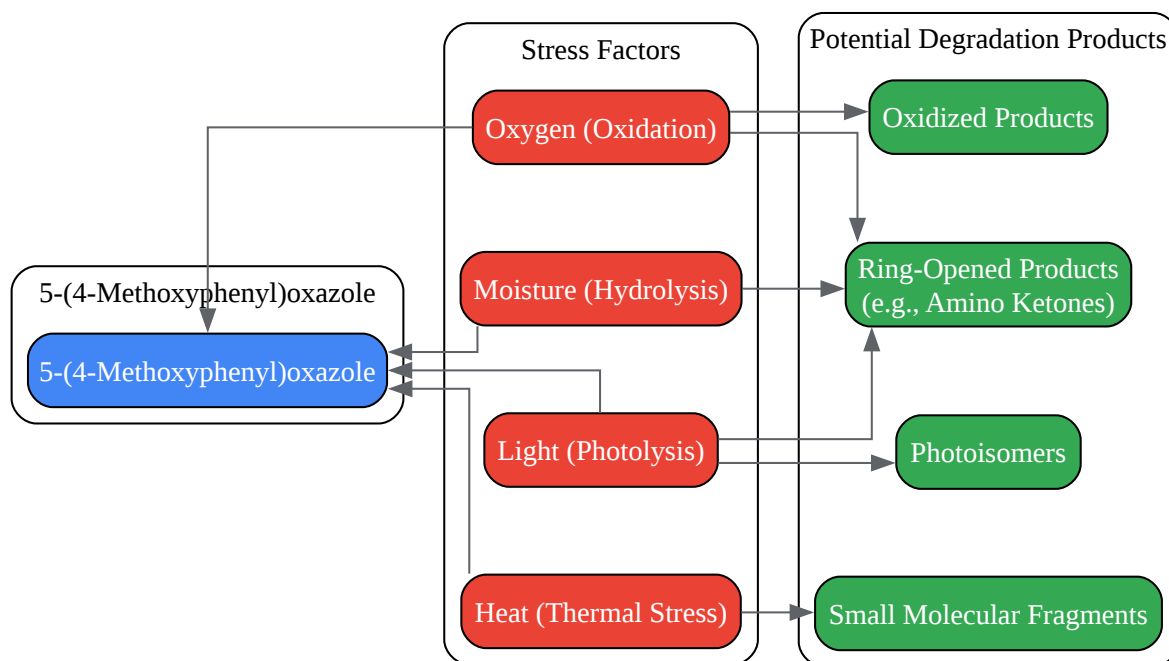 5-(4-Methoxyphenyl)oxazole
5-(4-Methoxyphenyl)oxazole
Stress Factors
Oxygen (Oxidation)
Moisture (Hydrolysis)
Light (Photolysis)
Heat (Thermal Stress)
Potential Degradation Products
Oxidized Products
Ring-Opened Products
(e.g., Amino Ketones)
Photoisomers
Small Molecular Fragments